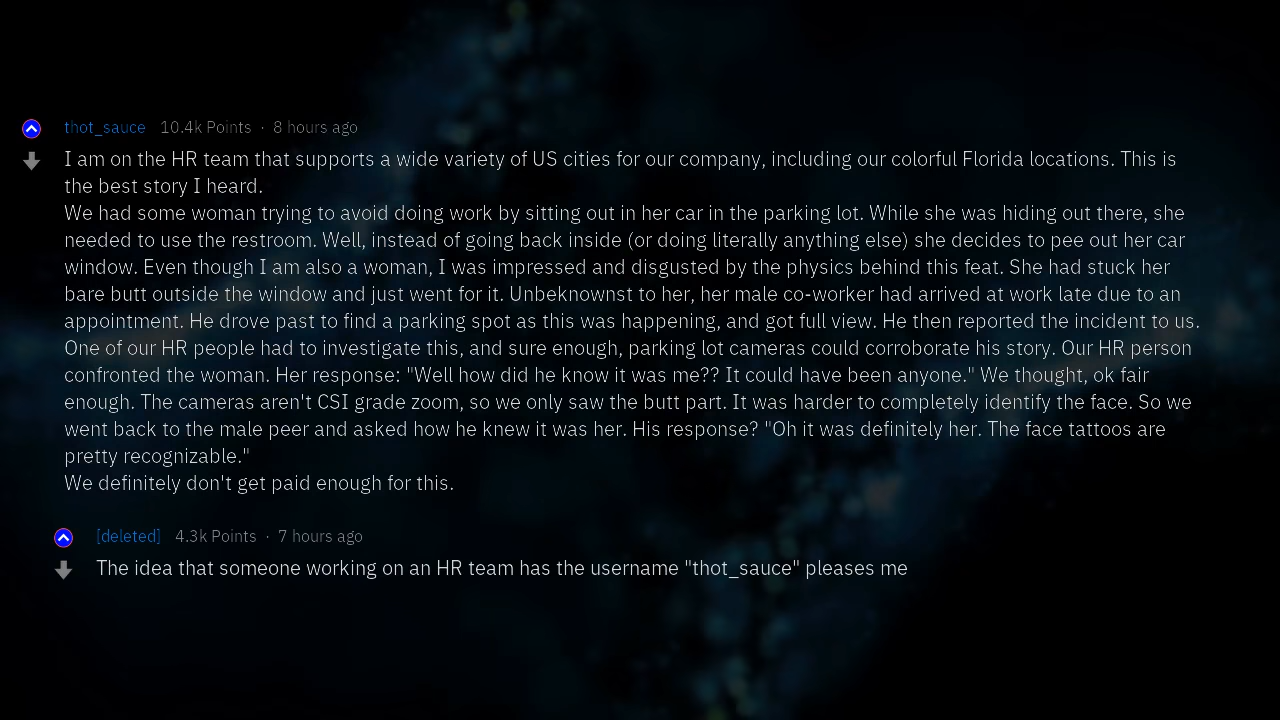 thot_sauce 10.4k Points · 8 hours ago
I am on the HR team that supports a wide variety of US cities for our company, including our colorful Florida locations. This is
the best story I heard.
We had some woman trying to avoid doing work by sitting out in her car in the parking lot. While she was hiding out there, she
needed to use the restroom. Well, instead of going back inside (or doing literally anything else) she decides to pee out her car
window. Even though I am also a woman, I was impressed and disgusted by the physics behind this feat. She had stuck her
bare butt outside the window and just went for it. Unbeknownst to her, her male co-worker had arrived at work late due to an
appointment. He drove past to find a parking spot as this was happening, and got full view. He then reported the incident to us.
One of our HR people had to investigate this, and sure enough, parking lot cameras could corroborate his story. Our HR person
confronted the woman. Her response: "Well how did he know it was me?? It could have been anyone." We thought, ok fair
enough. The cameras aren't CSI grade zoom, so we only saw the butt part. It was harder to completely identify the face. So we
went back to the male peer and asked how he knew it was her. His response? "Oh it was definitely her. The face tattoos are
pretty recognizable."
We definitely don't get paid enough for this.
[deleted] 4.3k Points · 7 hours ago
The idea that someone working on an HR team has the username "thot_sauce" pleases me